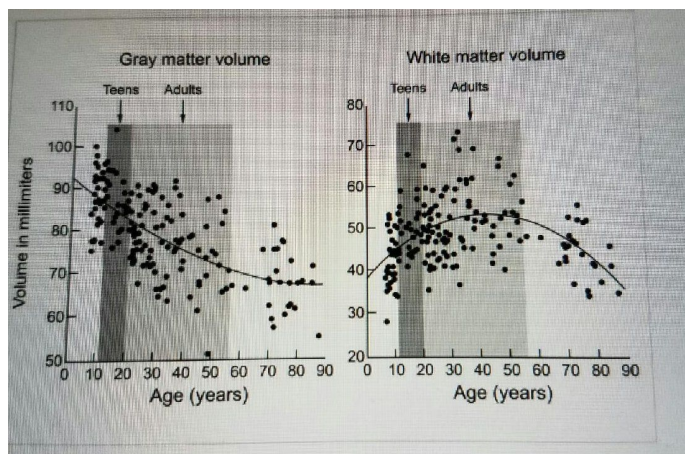 Gray matter volume
Teens Adults
110
100
90
80
70
60
50
Volume in millimiters
0 10 20 30 40 50 60 70 80 90
Age (years)
White matter volume
Teens Adults
80
70
60
50
40
30
20
0 10 20 30 40 50 60 70 80 90
Age (years)